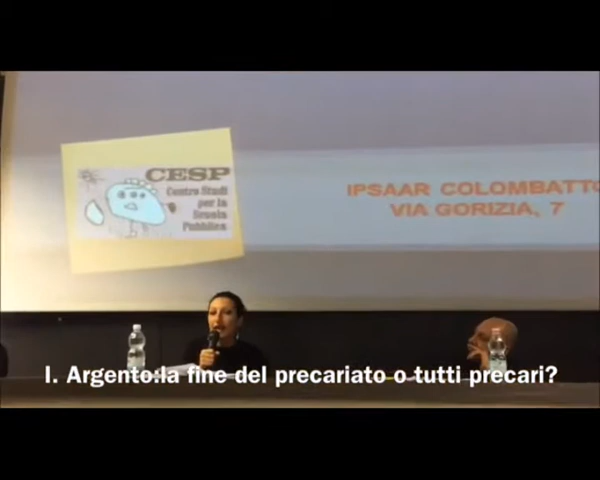 CESP
Centro Studi
per la
Scuola
Pubblica
IPSAAR COLOMBATTO
VIA GORIZIA, 7
I. Argento:la fine del precariato o tutti precari?